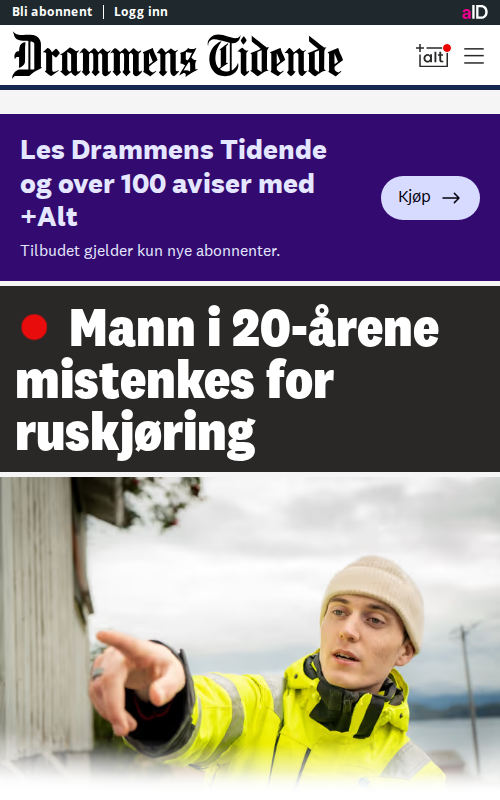 Bli abonnent | Logg inn
aID
Drammens Tidende
+alt
Les Drammens Tidende
og over 100 aviser med
+Alt
Kjøp →
Tilbudet gjelder kun nye abonnenter.
Mann i 20-årene
mistenkes for
ruskjøring